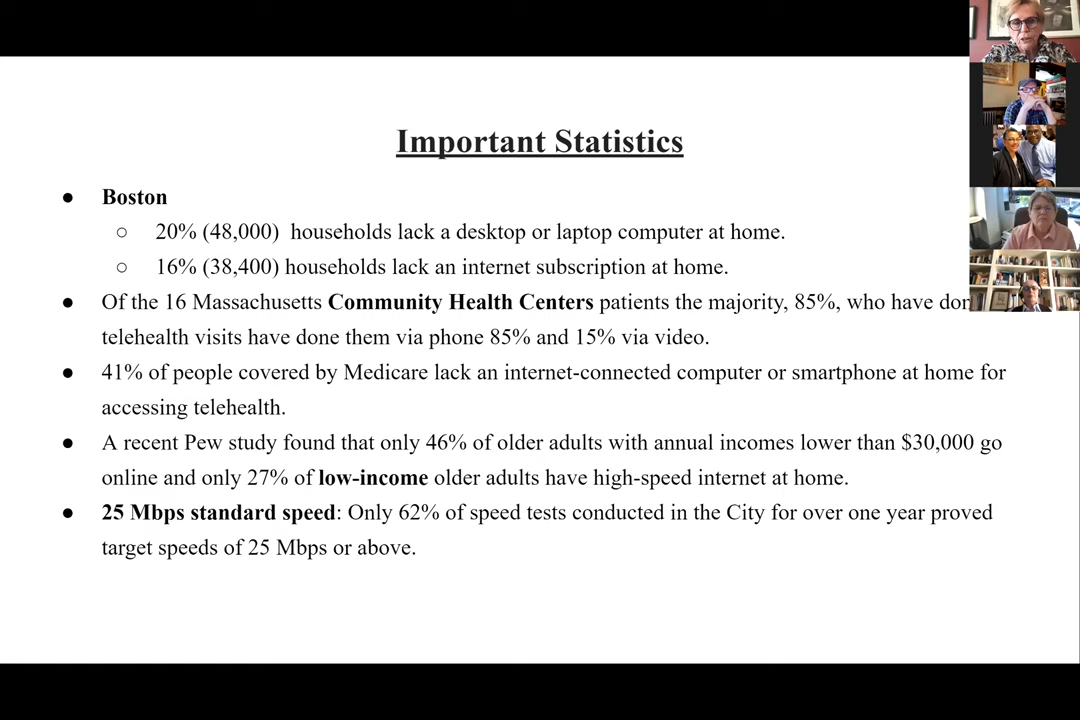 Important Statistics
● Boston
○ 20% (48,000) households lack a desktop or laptop computer at home.
○ 16% (38,400) households lack an internet subscription at home.
● Of the 16 Massachusetts Community Health Centers patients the majority, 85%, who have don
telehealth visits have done them via phone 85% and 15% via video.
● 41% of people covered by Medicare lack an internet-connected computer or smartphone at home for
accessing telehealth.
● A recent Pew study found that only 46% of older adults with annual incomes lower than $30,000 go
online and only 27% of low-income older adults have high-speed internet at home.
● 25 Mbps standard speed: Only 62% of speed tests conducted in the City for over one year proved
target speeds of 25 Mbps or above.